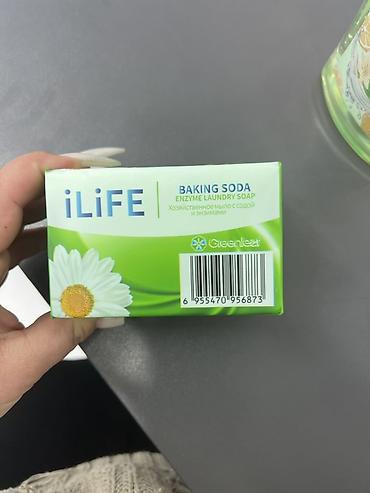 iLiFE
BAKING SODA
ENZYME LAUNDRY SOAP
Хозяйственное мыло с содой
и энзимами
Greenleaf
6 955470 956873